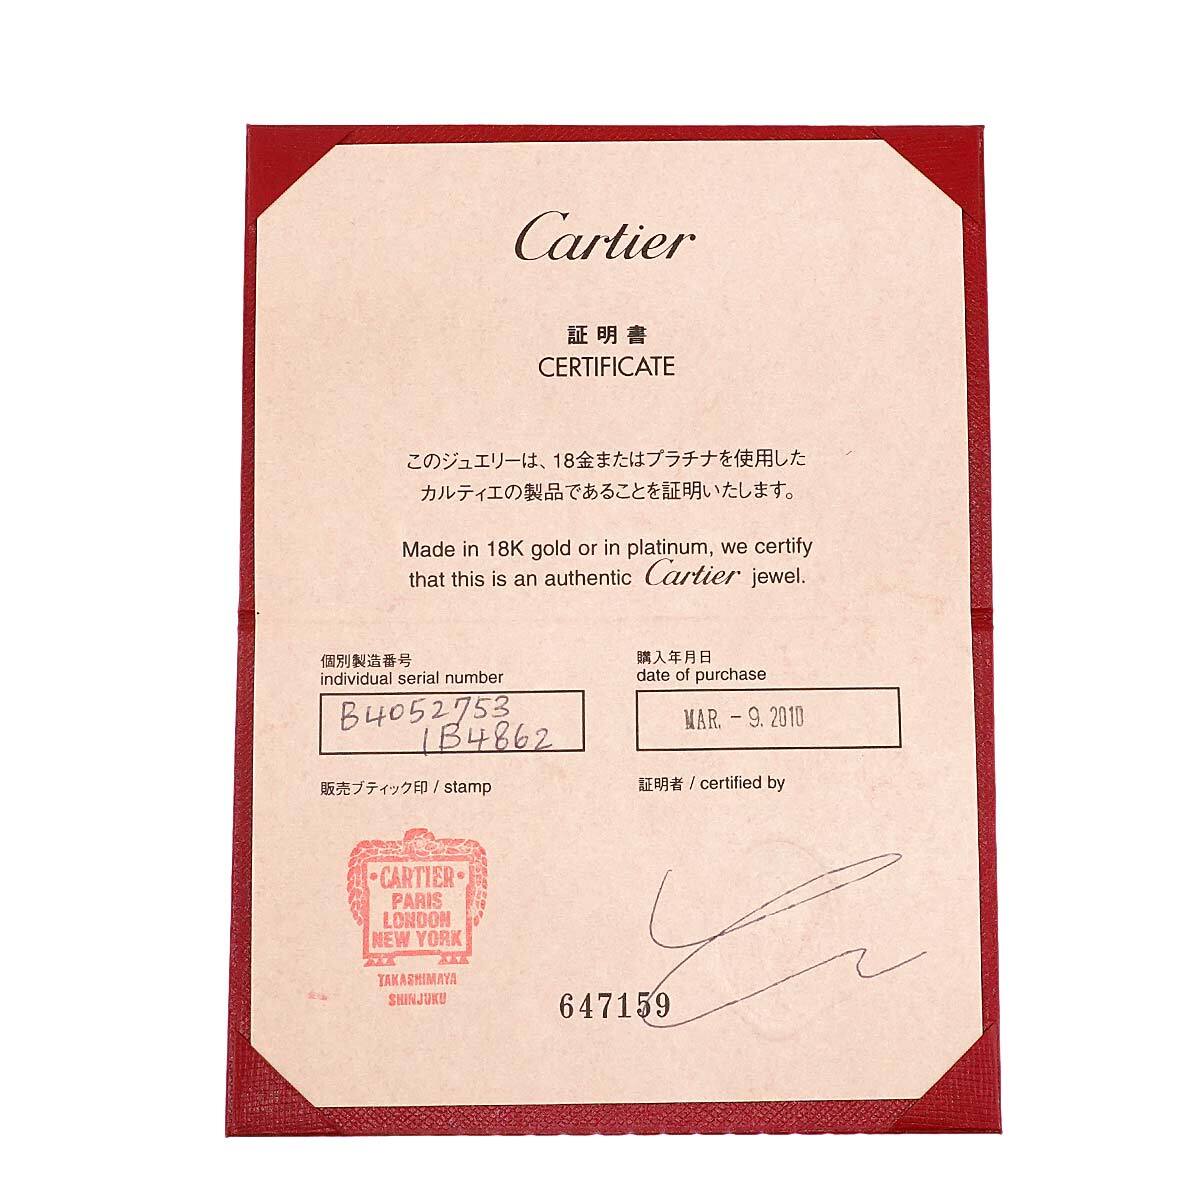 Cartier
証明書
CERTIFICATE
このジュエリーは、18金またはプラチナを使用した
カルティエの製品であることを証明いたします。
Made in 18K gold or in platinum, we certify
that this is an authentic Cartier jewel.
個別製造番号
individual serial number
B4052753
1B4862
購入年月日
date of purchase
MAR. - 9. 2010
販売ブティック印 / stamp
・CARTIER・
PARIS
LONDON
NEW YORK
TAKASHIMAYA
SHINJUKU
証明者 / certified by
647159